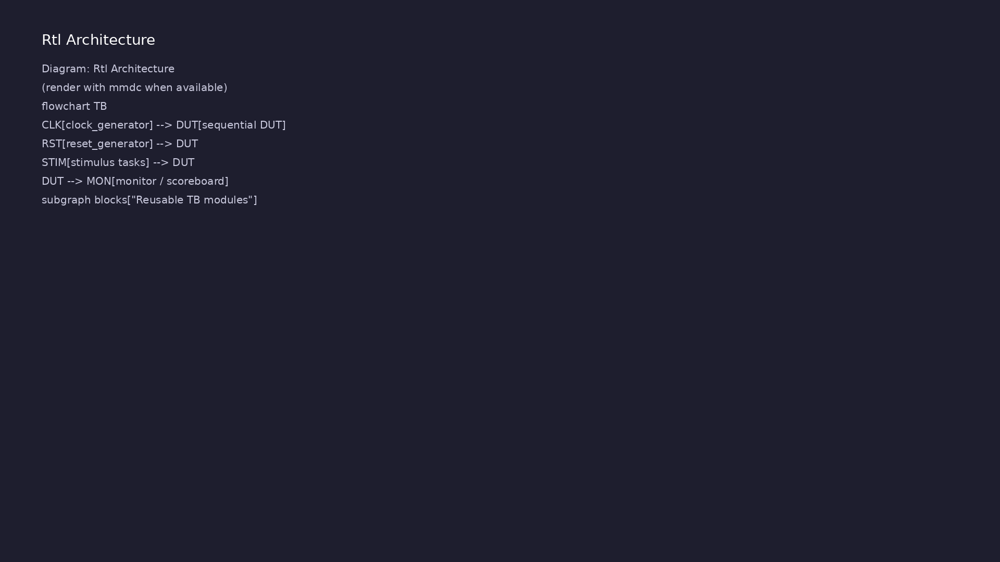 Rtl Architecture
Diagram: Rtl Architecture
(render with mmdc when available)
flowchart TB
CLK[clock_generator] --> DUT[sequential DUT]
RST[reset_generator] --> DUT
STIM[stimulus tasks] --> DUT
DUT --> MON[monitor / scoreboard]
subgraph blocks["Reusable TB modules"]